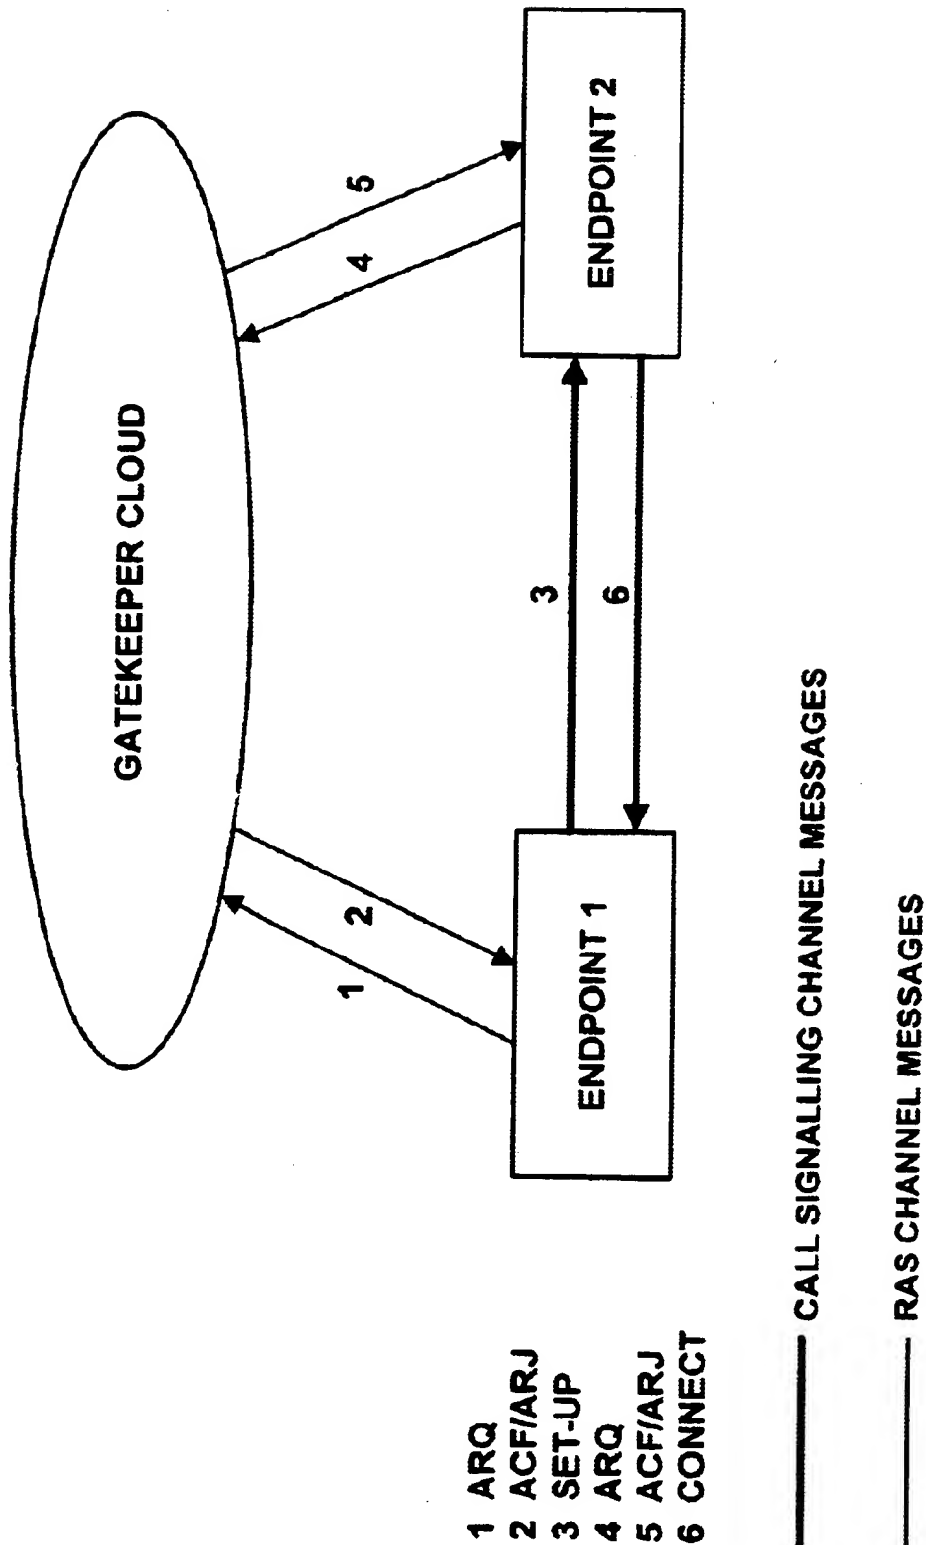 GATEKEEPER CLOUD
1
2
4
5
3
6
ENDPOINT 1
ENDPOINT 2
1 ARQ
2 ACF/ARJ
3 SET-UP
4 ARQ
5 ACF/ARJ
6 CONNECT
CALL SIGNALLING CHANNEL MESSAGES
RAS CHANNEL MESSAGES